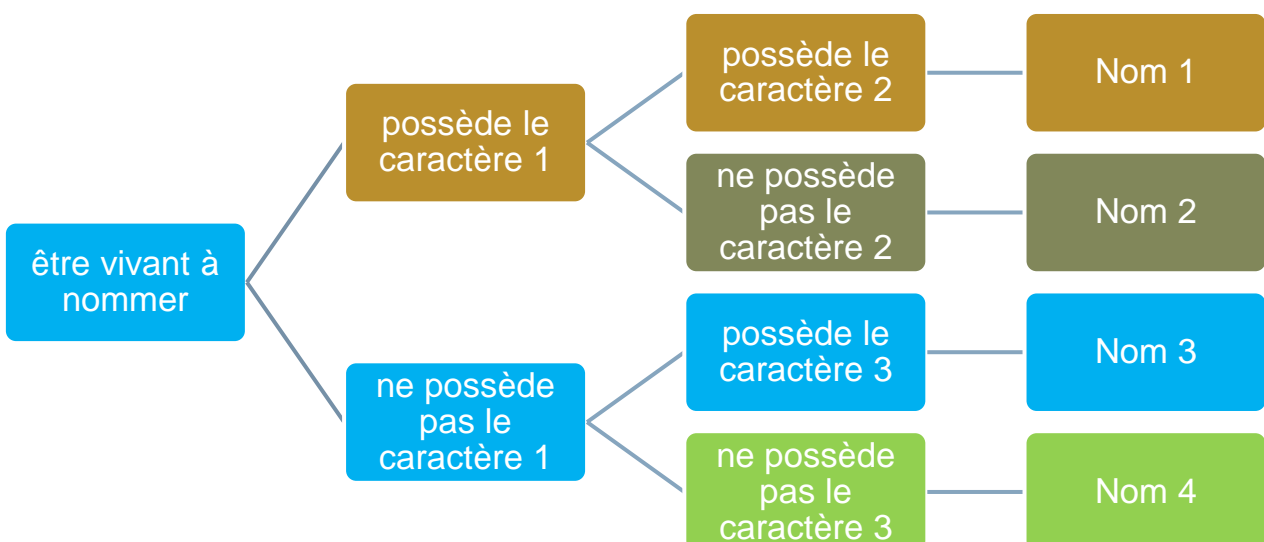 être vivant à
nommer
possède le
caractère 1
possède le
caractère 2
Nom 1
ne possède
pas le
caractère 2
Nom 2
ne possède
pas le
caractère 1
possède le
caractère 3
Nom 3
ne possède
pas le
caractère 3
Nom 4